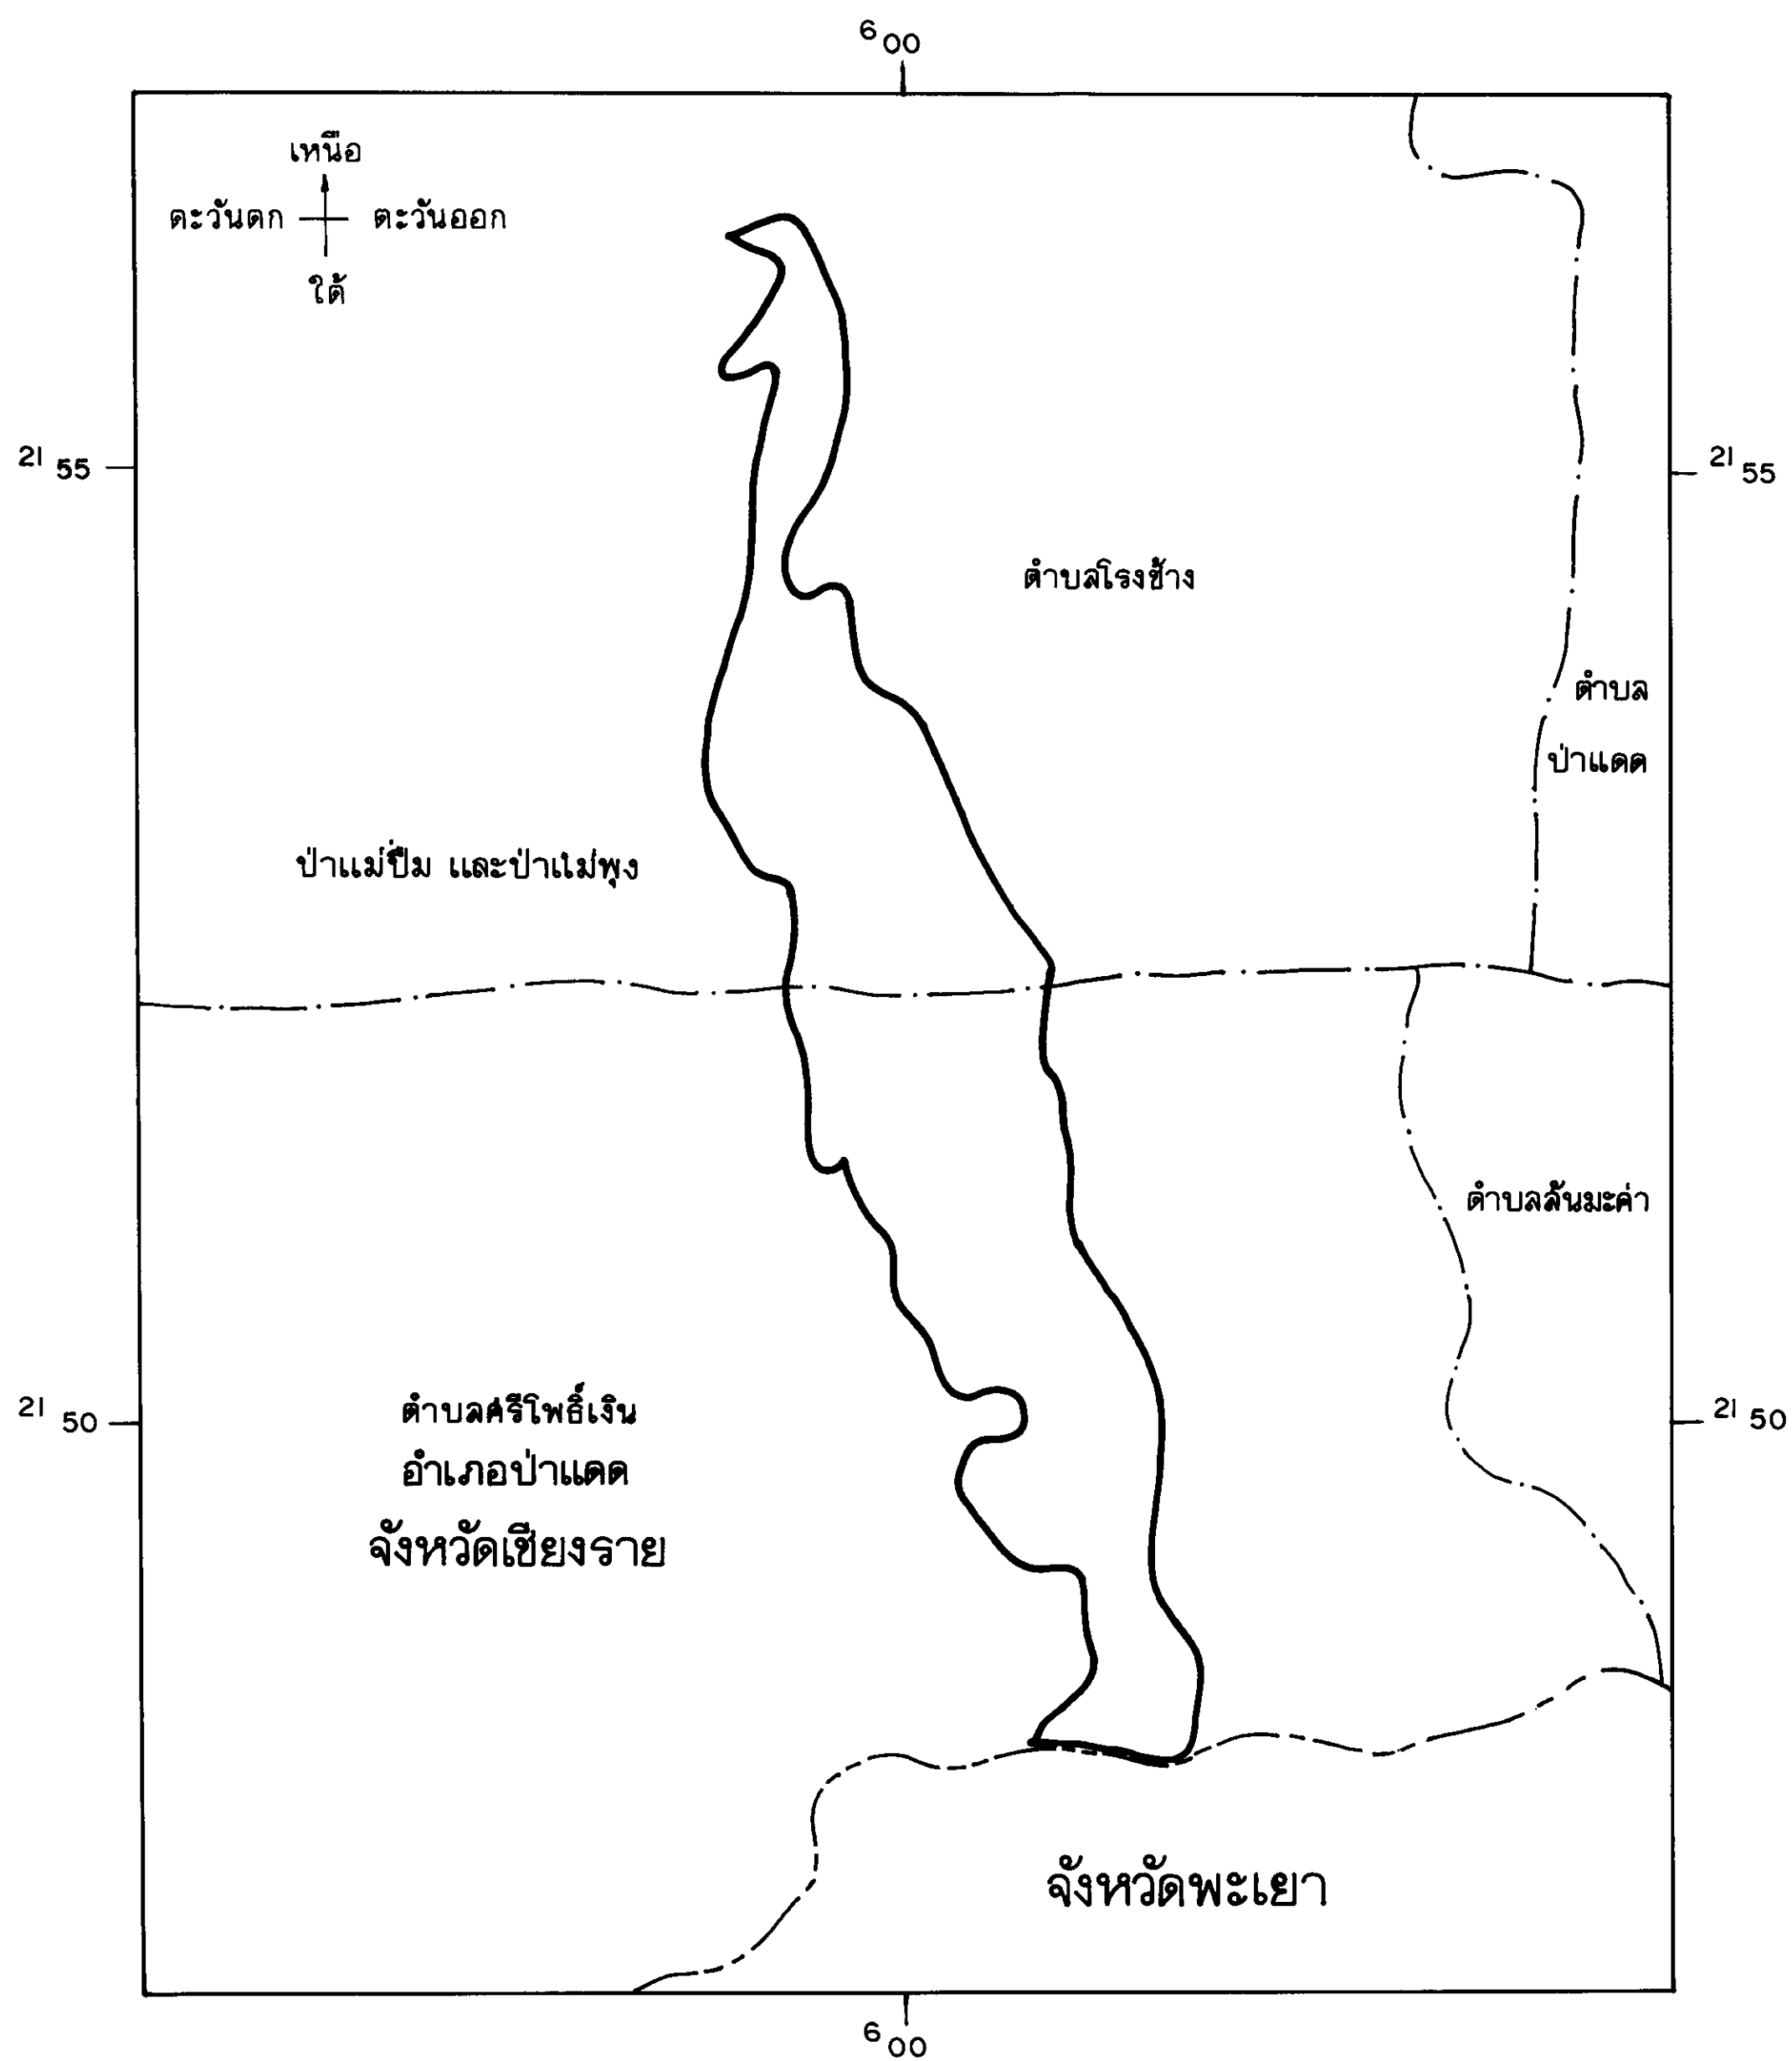 6 00
เหนือ
ตะวันตก ตะวันออก
ใต้
21 55 21 55
ตำบลโรงช้าง
ตำบล
ป่าแดด
ป่าแม่ปืม และป่าแม่พุง
ตำบลสันมะค่า
21 50 21 50
ตำบลศรีโพธิ์เงิน
อำเภอป่าแดด
จังหวัดเชียงราย
จังหวัดพะเยา
6 00